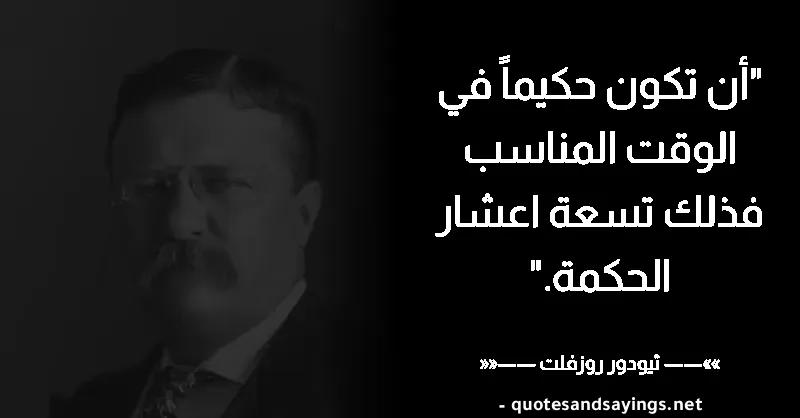 "أن تكون حكيماً في
الوقت المناسب
فذلك تسعة اعشار
الحكمة."
»»—— ثيودور روزفلت ——««
- quotesandsayings.net